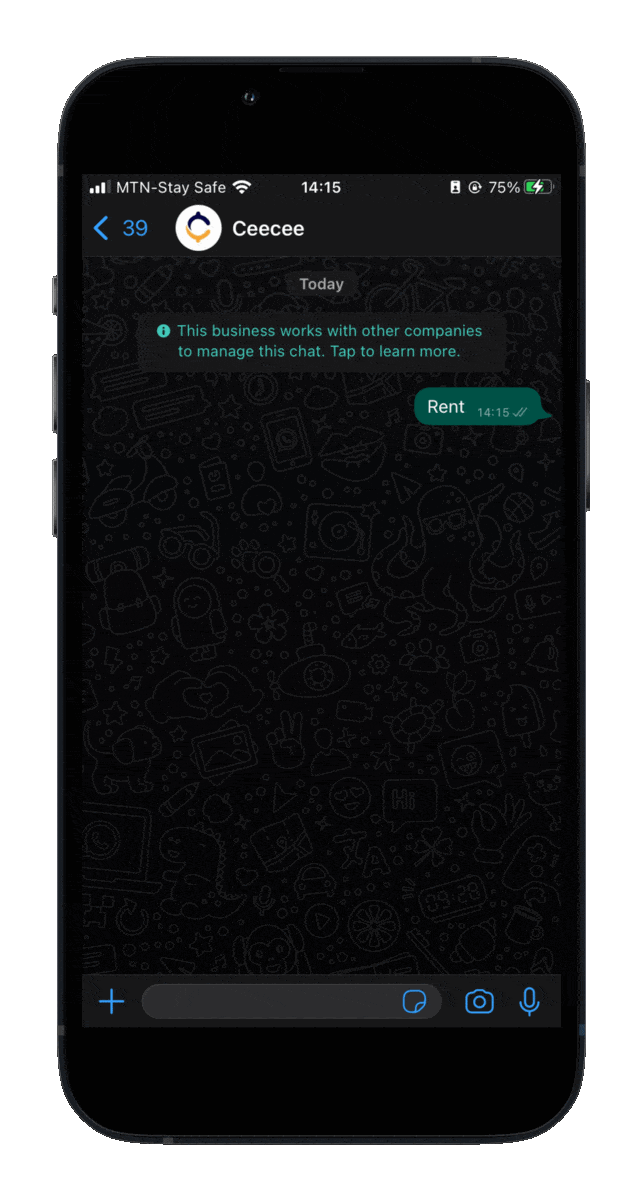 MTN-Stay Safe 14:15 75%
39 Ceecee
Today
This business works with other companies
to manage this chat. Tap to learn more.
Rent 14:15
Hi